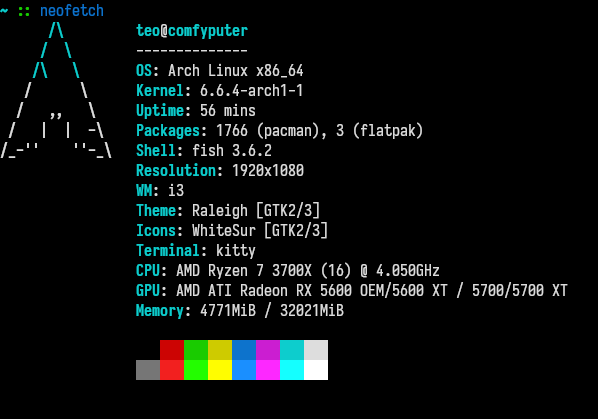 ~ :: neofetch
teo@comfyputer
--------------
OS: Arch Linux x86_64
Kernel: 6.6.4-arch1-1
Uptime: 56 mins
Packages: 1766 (pacman), 3 (flatpak)
Shell: fish 3.6.2
Resolution: 1920x1080
WM: i3
Theme: Raleigh [GTK2/3]
Icons: WhiteSur [GTK2/3]
Terminal: kitty
CPU: AMD Ryzen 7 3700X (16) @ 4.050GHz
GPU: AMD ATI Radeon RX 5600 OEM/5600 XT / 5700/5700 XT
Memory: 4771MiB / 32021MiB